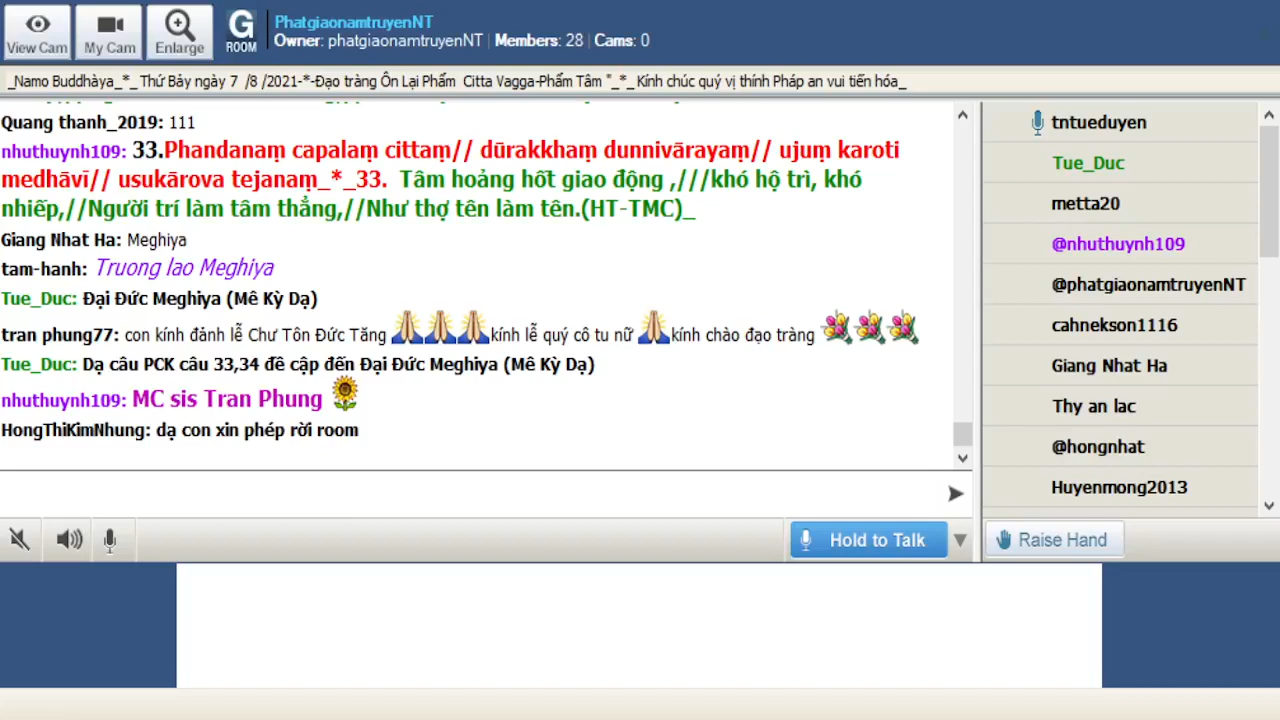 View Cam
My Cam
Enlarge
G
ROOM
PhatgiaonamtruyenNT
Owner: phatgiaonamtruyenNT | Members: 28 | Cams: 0
_Namo Buddhàya_*_ Thứ Bảy ngày 7 /8 /2021-*-Đạo tràng Ôn Lại Phẩm Citta Vagga-Phẩm Tâm "_*_Kính chúc quý vị thính Pháp an vui tiến hóa_
Quang thanh_2019: 111
nhuthuynh109: 33.Phandanaṃ capalaṃ cittaṃ// dūrakkhaṃ dunnivārayaṃ// ujuṃ karoti
medhāvī// usukārova tejanaṃ_*_33. Tâm hoảng hốt giao động ,///khó hộ trì, khó
nhiếp,//Người trí làm tâm thẳng,//Như thợ tên làm tên.(HT-TMC)_
Giang Nhat Ha: Meghiya
tam-hanh: Truong lao Meghiya
Tue_Duc: Đại Đức Meghiya (Mê Kỳ Dạ)
tran phung77: con kính đảnh lễ Chư Tôn Đức Tăng kính lễ quý cô tu nữ kính chào đạo tràng
Tue_Duc: Dạ câu PCK câu 33,34 đề cập đến Đại Đức Meghiya (Mê Kỳ Dạ)
nhuthuynh109: MC sis Tran Phung
HongThiKimNhung: dạ con xin phép rời room
Hold to Talk
tntueduyen
Tue_Duc
metta20
@nhuthuynh109
@phatgiaonamtruyenNT
cahnekson1116
Giang Nhat Ha
Thy an lac
@hongnhat
Huyenmong2013
Raise Hand